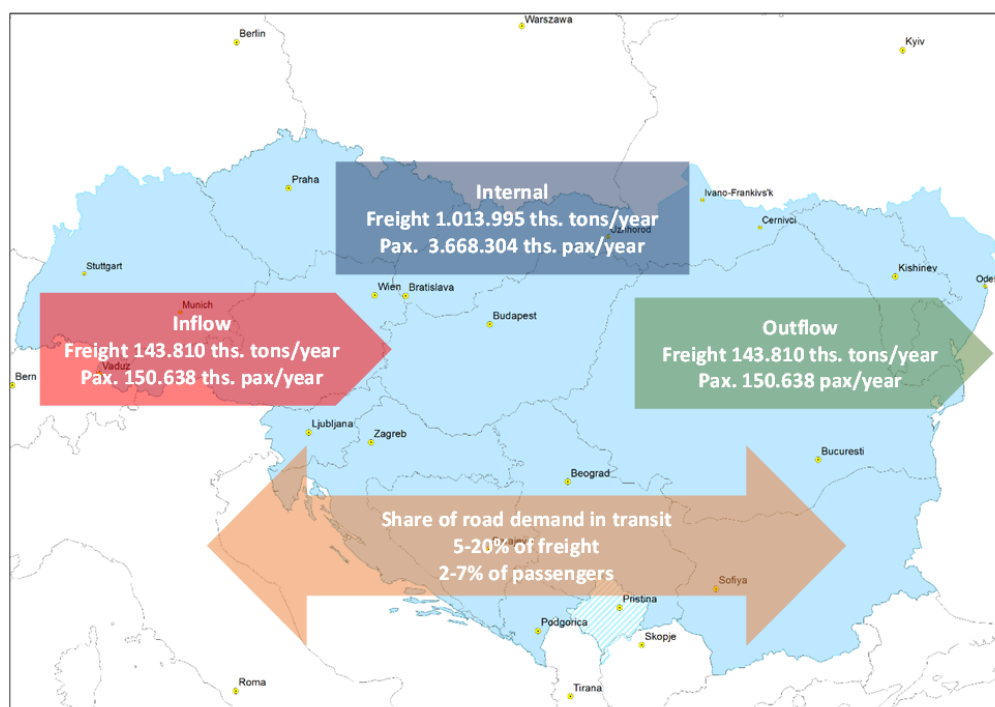 Warszawa
Berlin
Kyiv
Praha
Internal
Freight 1.013.995 ths. tons/year
Pax.  3.668.304 ths. pax/year
Ivano-Frankivs'k
Cernivci
Uzhhorod
Stuttgart
Kishinev
Odes
Wien
Bratislava
Munich
Budapest
Inflow
Freight 143.810 ths. tons/year
Pax. 150.638 ths. pax/year
Outflow
Freight 143.810 ths. tons/year
Pax. 150.638 pax/year
Vaduz
Bern
Ljubljana
Zagreb
Bucuresti
Beograd
Share of road demand in transit
5-20% of freight
2-7% of passengers
Sofiya
Pristina
Podgorica
Skopje
Roma
Tirana